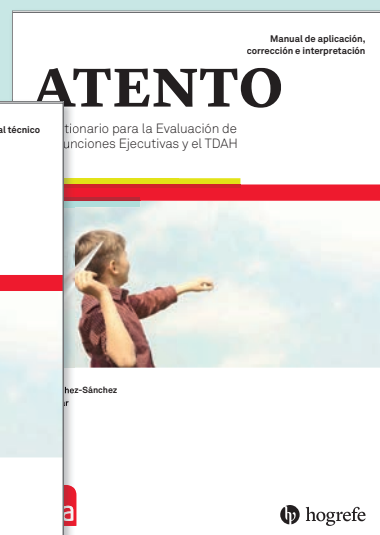 Manual de aplicación,
corrección e interpretación
ATENTO
al técnico
tionario para la Evaluación de
unciones Ejecutivas y el TDAH
hez-Sánchez
ar
a
hogrefe